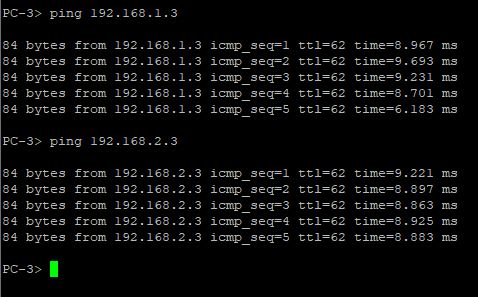 PC-3> ping 192.168.1.3
84 bytes from 192.168.1.3 icmp_seq=1 ttl=62 time=8.967 ms
84 bytes from 192.168.1.3 icmp_seq=2 ttl=62 time=9.693 ms
84 bytes from 192.168.1.3 icmp_seq=3 ttl=62 time=9.231 ms
84 bytes from 192.168.1.3 icmp_seq=4 ttl=62 time=8.701 ms
84 bytes from 192.168.1.3 icmp_seq=5 ttl=62 time=6.183 ms
PC-3> ping 192.168.2.3
84 bytes from 192.168.2.3 icmp_seq=1 ttl=62 time=9.221 ms
84 bytes from 192.168.2.3 icmp_seq=2 ttl=62 time=8.897 ms
84 bytes from 192.168.2.3 icmp_seq=3 ttl=62 time=8.863 ms
84 bytes from 192.168.2.3 icmp_seq=4 ttl=62 time=8.925 ms
84 bytes from 192.168.2.3 icmp_seq=5 ttl=62 time=8.883 ms
PC-3>